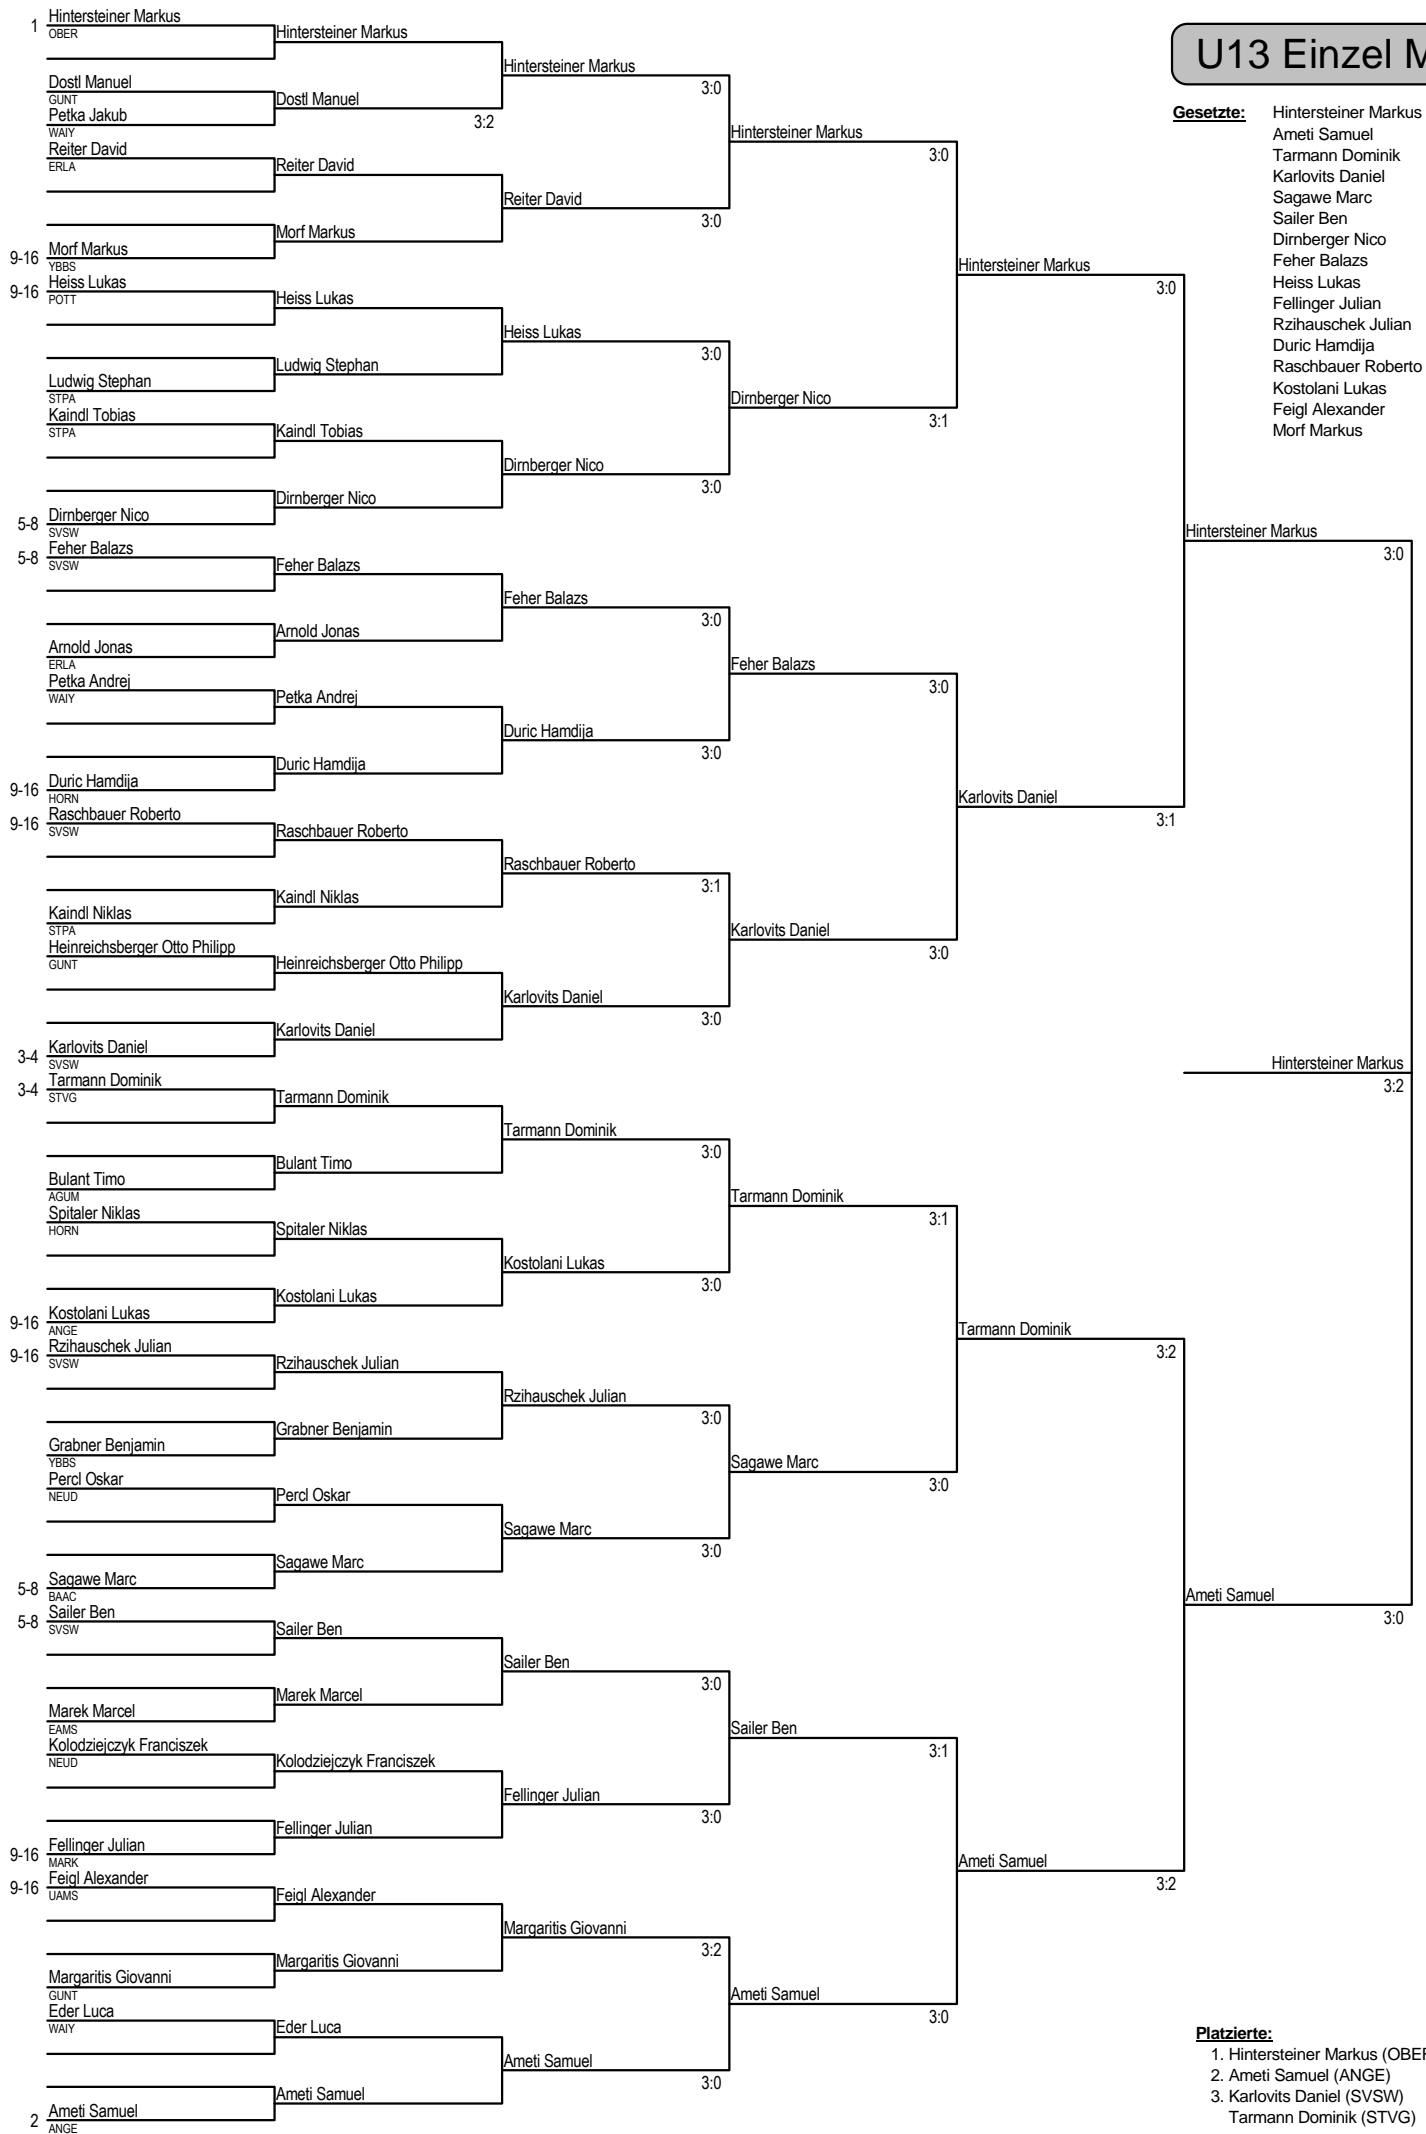 U13 Einzel M
Gesetzte: Hintersteiner Markus
Ameti Samuel
Tarmann Dominik
Karlovits Daniel
Sagawe Marc
Sailer Ben
Dirnberger Nico
Feher Balazs
Heiss Lukas
Fellinger Julian
Rzihauschek Julian
Duric Hamdija
Raschbauer Roberto
Kostolani Lukas
Feigl Alexander
Morf Markus
1 Hintersteiner Markus
OBER
Dostl Manuel
GUNT
Petka Jakub
WAIY
Reiter David
ERLA
9-16 Morf Markus
YBBS
9-16 Heiss Lukas
POTT
Ludwig Stephan
STPA
Kaindl Tobias
STPA
5-8 Dirnberger Nico
SVSW
5-8 Feher Balazs
SVSW
Arnold Jonas
ERLA
Petka Andrej
WAIY
9-16 Duric Hamdija
HORN
9-16 Raschbauer Roberto
SVSW
Kaindl Niklas
STPA
Heinreichsberger Otto Philipp
GUNT
3-4 Karlovits Daniel
SVSW
3-4 Tarmann Dominik
STVG
Bulant Timo
AGUM
Spitaler Niklas
HORN
9-16 Kostolani Lukas
ANGE
9-16 Rzihauschek Julian
SVSW
Grabner Benjamin
YBBS
Percl Oskar
NEUD
5-8 Sagawe Marc
BAAC
5-8 Sailer Ben
SVSW
Marek Marcel
EAMS
Kolodziejczyk Franciszek
NEUD
9-16 Fellinger Julian
MARK
9-16 Feigl Alexander
UAMS
Margaritis Giovanni
GUNT
Eder Luca
WAIY
2 Ameti Samuel
ANGE
Hintersteiner Markus
Dostl Manuel
3:2
Reiter David
Morf Markus
Heiss Lukas
Ludwig Stephan
Kaindl Tobias
Dirnberger Nico
Feher Balazs
Arnold Jonas
Petka Andrej
Duric Hamdija
Raschbauer Roberto
Kaindl Niklas
Heinreichsberger Otto Philipp
Karlovits Daniel
Tarmann Dominik
Bulant Timo
Spitaler Niklas
Kostolani Lukas
Rzihauschek Julian
Grabner Benjamin
Percl Oskar
Sagawe Marc
Sailer Ben
Marek Marcel
Kolodziejczyk Franciszek
Fellinger Julian
Feigl Alexander
Margaritis Giovanni
Eder Luca
Ameti Samuel
Hintersteiner Markus
3:0
Reiter David
3:0
Heiss Lukas
3:0
Dirnberger Nico
3:0
Feher Balazs
3:0
Duric Hamdija
3:0
Raschbauer Roberto
3:1
Karlovits Daniel
3:0
Tarmann Dominik
3:0
Kostolani Lukas
3:0
Rzihauschek Julian
3:0
Sagawe Marc
3:0
Sailer Ben
3:0
Fellinger Julian
3:0
Margaritis Giovanni
3:2
Ameti Samuel
3:0
Hintersteiner Markus
3:0
Dirnberger Nico
3:1
Feher Balazs
3:0
Karlovits Daniel
3:0
Tarmann Dominik
3:1
Sagawe Marc
3:0
Sailer Ben
3:1
Ameti Samuel
3:0
Hintersteiner Markus
3:0
Karlovits Daniel
3:1
Tarmann Dominik
3:2
Ameti Samuel
3:2
Hintersteiner Markus
3:0
Ameti Samuel
3:0
Hintersteiner Markus
3:2
Platzierte:
1. Hintersteiner Markus (OBER
2. Ameti Samuel (ANGE)
3. Karlovits Daniel (SVSW)
Tarmann Dominik (STVG)